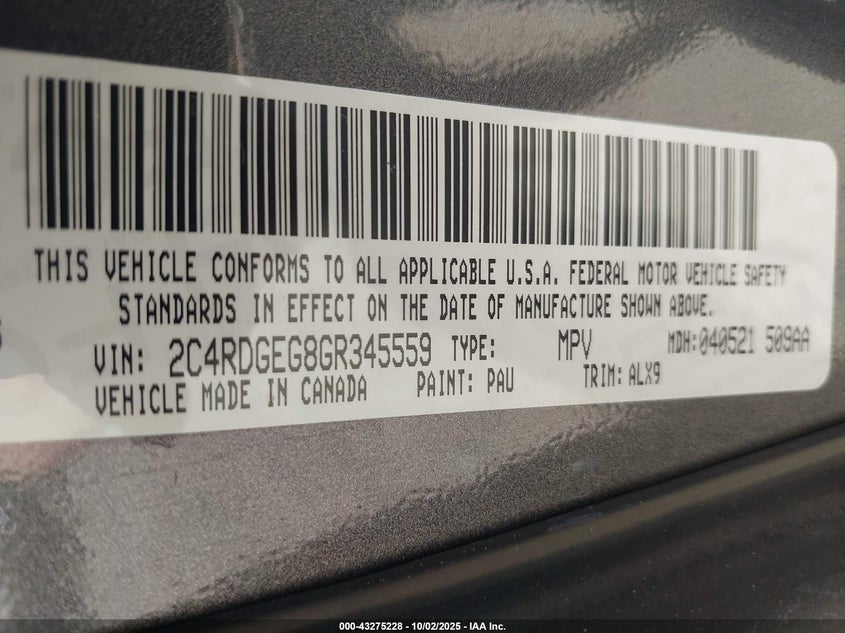 THIS VEHICLE CONFORMS TO ALL APPLICABLE U.S.A. FEDERAL MOTOR VEHICLE SAFETY
STANDARDS IN EFFECT ON THE DATE OF MANUFACTURE SHOWN ABOVE.
VIN: 2C4RDGEG8GR345559 TYPE: MPV MDH:040521 509AA
VEHICLE MADE IN CANADA PAINT: PAU TRIM: ALX9
000-43275228 - 10/02/2025 - IAA Inc.